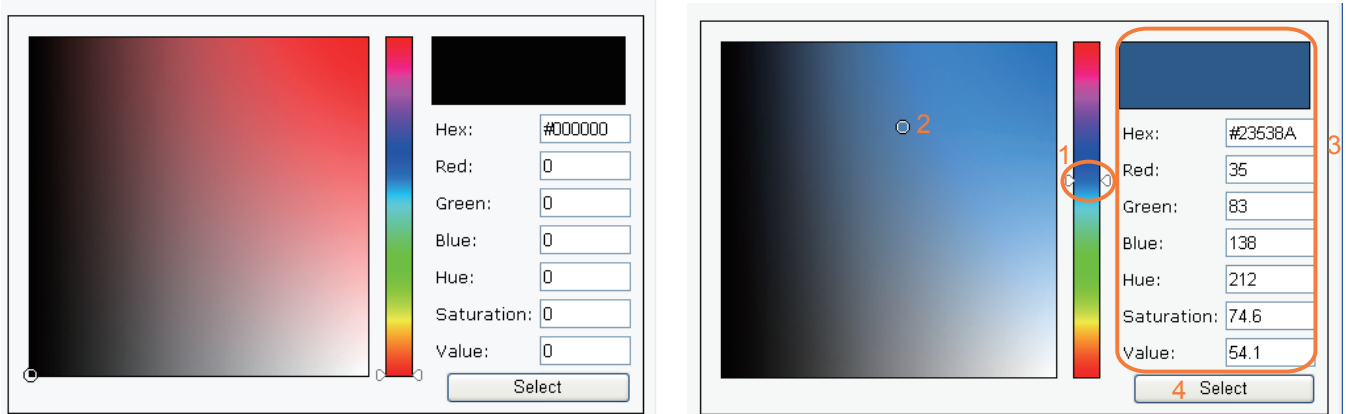 Hex: #000000
Red: 0
Green: 0
Blue: 0
Hue: 0
Saturation: 0
Value: 0
Select
1
2
3
Hex: #23538A
Red: 35
Green: 83
Blue: 138
Hue: 212
Saturation: 74.6
Value: 54.1
4 Select